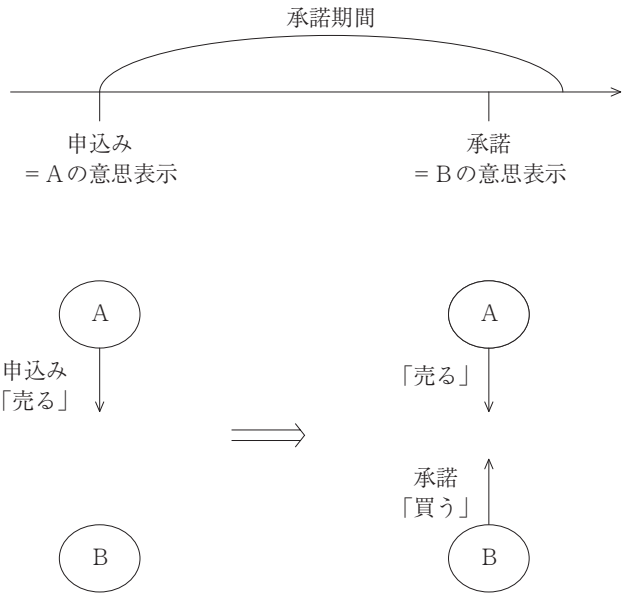 承諾期間
申込み
= Aの意思表示
承諾
= Bの意思表示
A
申込み
「売る」
B
A
「売る」
承諾
「買う」
B